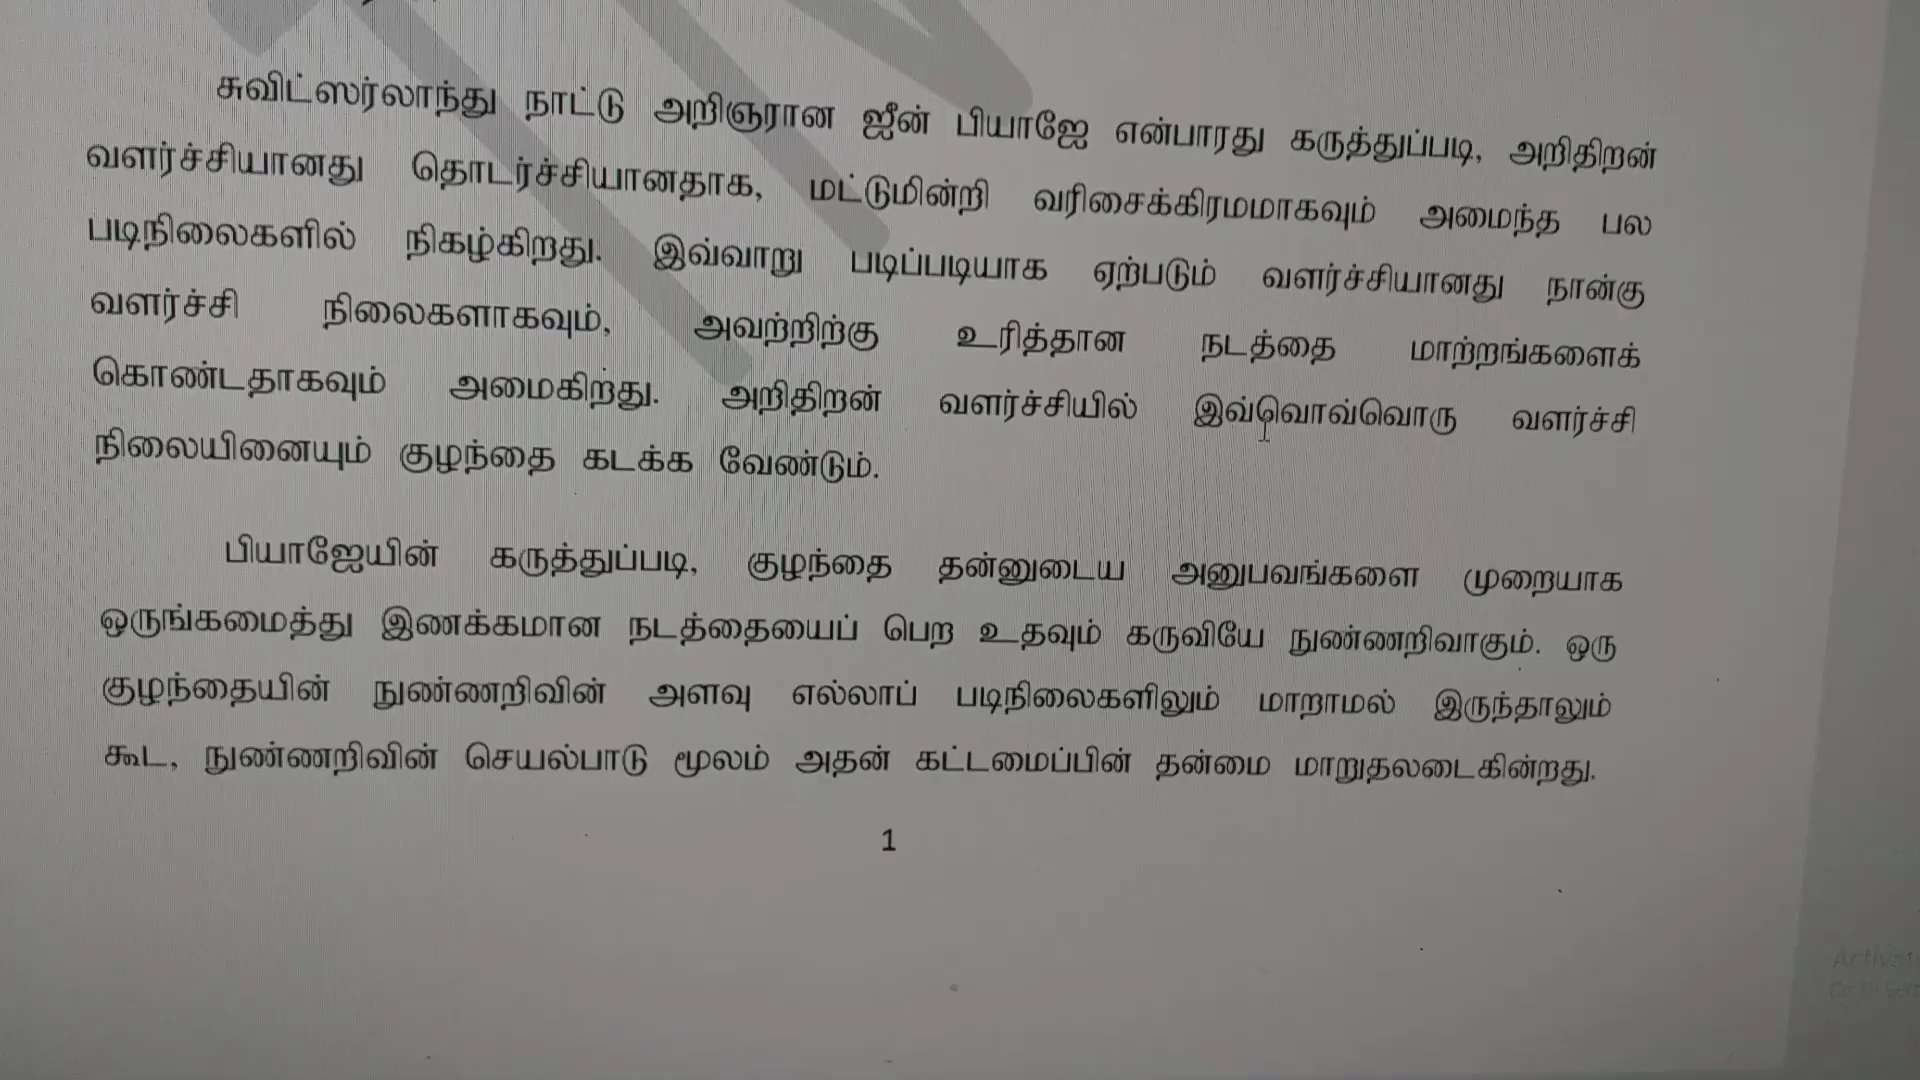 சுவிட்ஸர்லாந்து நாட்டு அறிஞரான ஜீன் பியாஜே என்பாரது கருத்துப்படி, அறிதிறன்
வளர்ச்சியானது தொடர்ச்சியானதாக, மட்டுமின்றி வரிசைக்கிரமமாகவும் அமைந்த பல
படிநிலைகளில் நிகழ்கிறது. இவ்வாறு படிப்படியாக ஏற்படும் வளர்ச்சியானது நான்கு
வளர்ச்சி நிலைகளாகவும், அவற்றிற்கு உரித்தான நடத்தை மாற்றங்களைக்
கொண்டதாகவும் அமைகிற்து. அறிதிறன் வளர்ச்சியில் இவ்வொவ்வொரு வளர்ச்சி
நிலையினையும் குழந்தை கடக்க வேண்டும்.
பியாஜேயின் கருத்துப்படி, குழந்தை தன்னுடைய அனுபவங்களை முறையாக
ஒருங்கமைத்து இணக்கமான நடத்தையைப் பெற உதவும் கருவியே நுண்ணறிவாகும். ஒரு
குழந்தையின் நுண்ணறிவின் அளவு எல்லாப் படிநிலைகளிலும் மாறாமல் இருந்தாலும்
கூட, நுண்ணறிவின் செயல்பாடு மூலம் அதன் கட்டமைப்பின் தன்மை மாறுதலடைகின்றது.
1